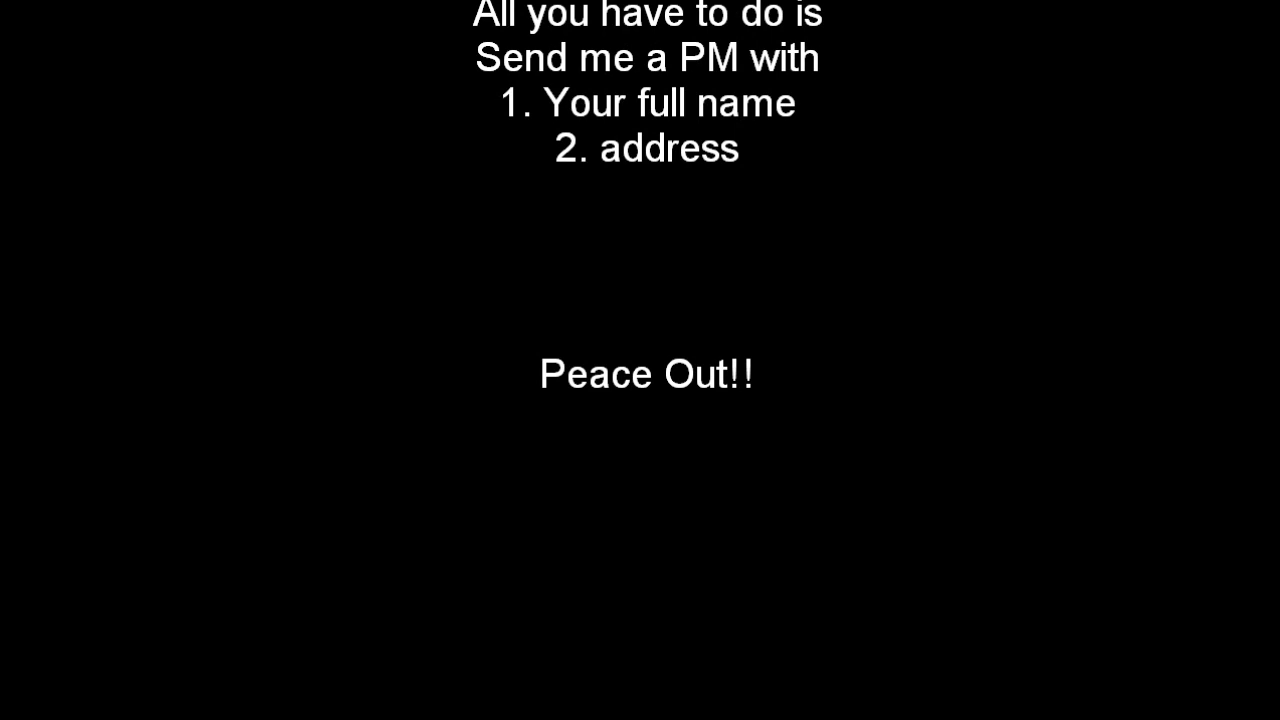 All you have to do is
Send me a PM with
1. Your full name
2. address
Peace Out!!